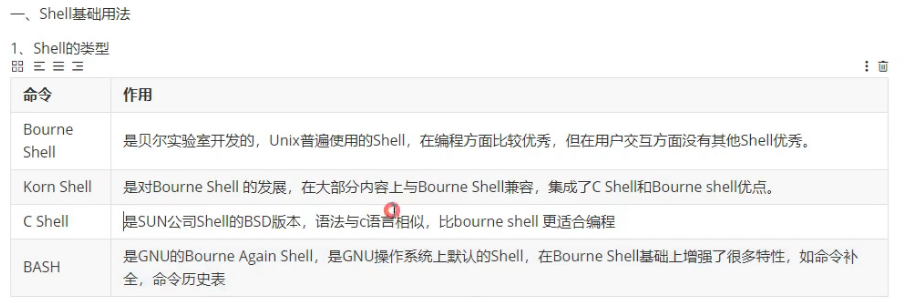 一、Shell基础用法
1、Shell的类型
命令 作用
Bourne Shell 是贝尔实验室开发的，Unix普遍使用的Shell，在编程方面比较优秀，但在用户交互方面没有其他Shell优秀。
Korn Shell 是对Bourne Shell 的发展，在大部分内容上与Bourne Shell兼容，集成了C Shell和Bourne shell优点。
C Shell 是SUN公司Shell的BSD版本，语法与c语言相似，比bourne shell 更适合编程
BASH 是GNU的Bourne Again Shell，是GNU操作系统上默认的Shell，在Bourne Shell基础上增强了很多特性，如命令补
全，命令历史表